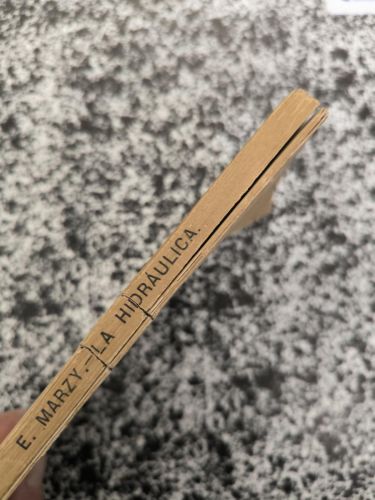 E. MARZY. - LA HIDRÁULICA.